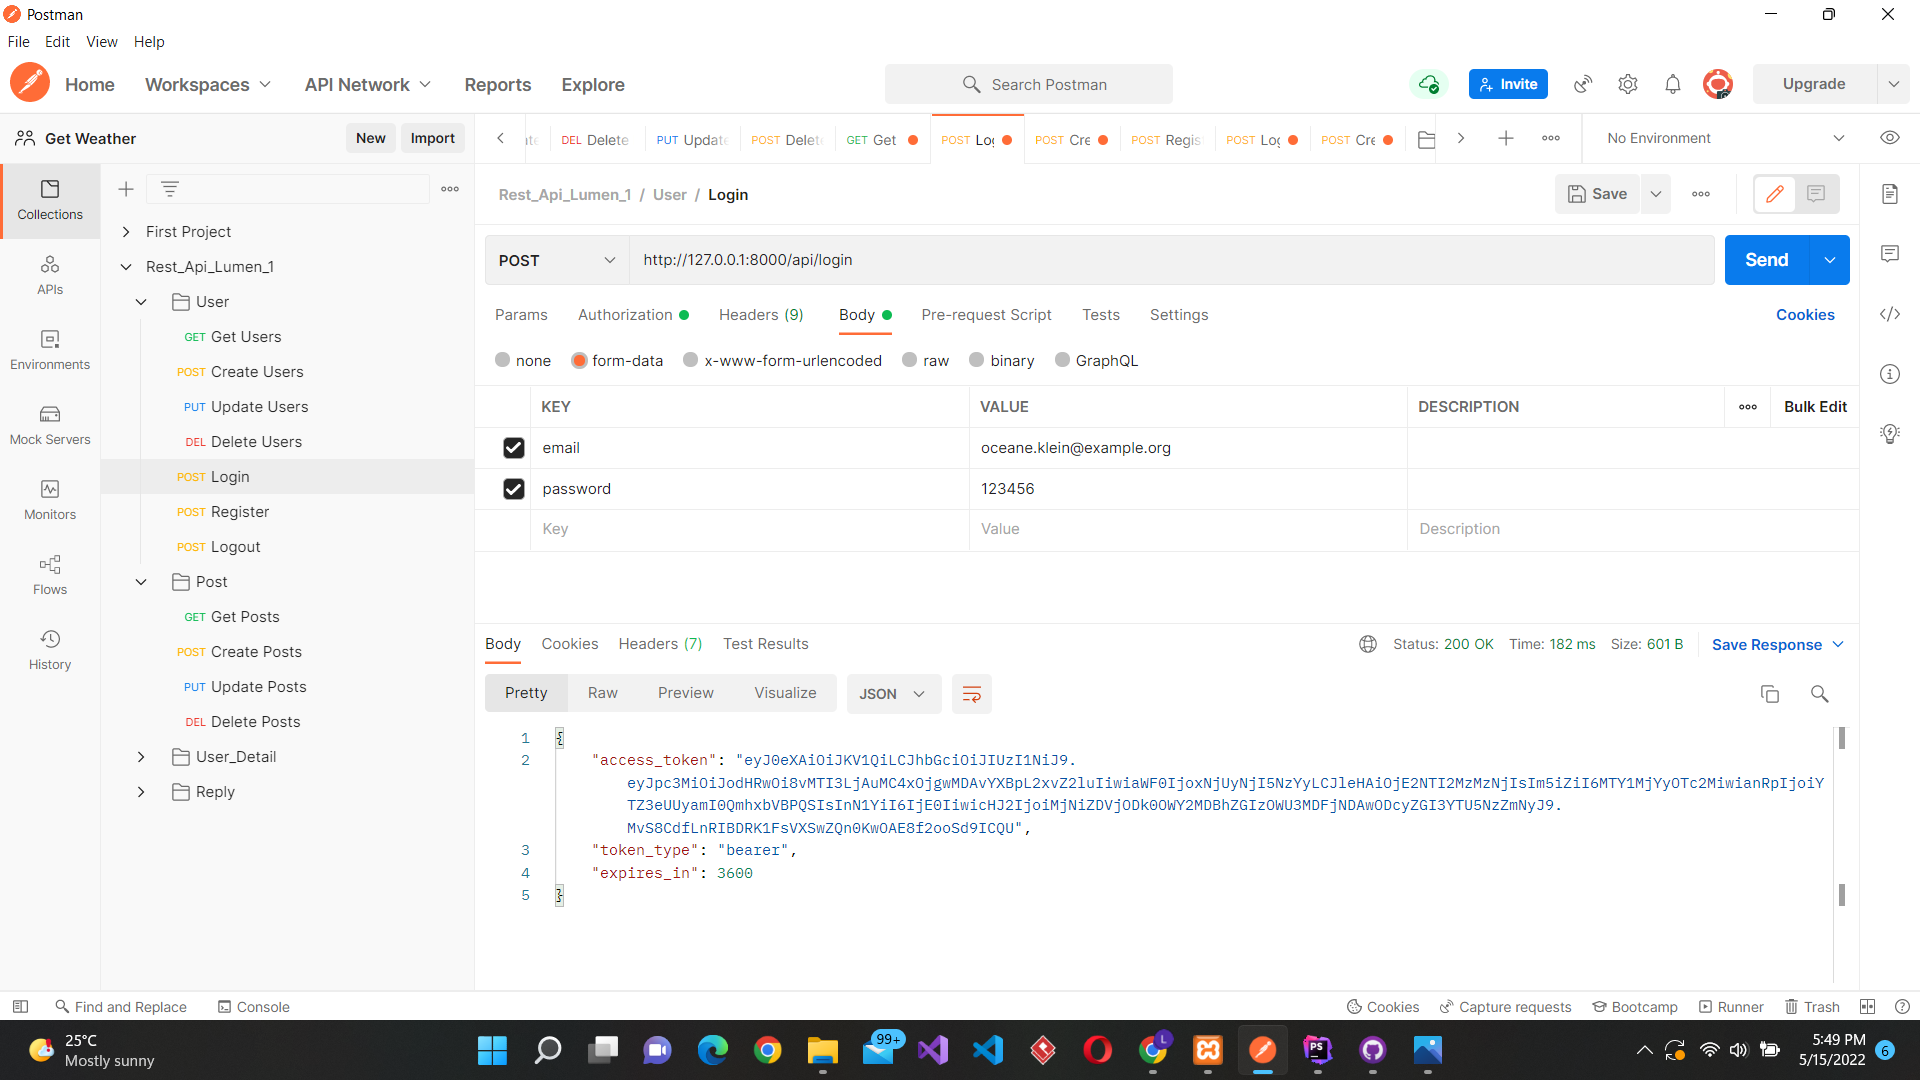 Postman
File Edit View Help
Home Workspaces API Network Reports Explore
Search Postman
Invite
Upgrade
Get Weather
New Import
DEL Delete
PUT Update
POST Delete
GET Get
POST Log
POST Cre
POST Regis
POST Log
POST Cre
No Environment
Collections
APIs
Environments
Mock Servers
Monitors
Flows
History
First Project
Rest_Api_Lumen_1
User
GET Get Users
POST Create Users
PUT Update Users
DEL Delete Users
POST Login
POST Register
POST Logout
Post
GET Get Posts
POST Create Posts
PUT Update Posts
DEL Delete Posts
User_Detail
Reply
Rest_Api_Lumen_1 / User / Login
Save
POST http://127.0.0.1:8000/api/login
Send
Params Authorization Headers (9) Body Pre-request Script Tests Settings Cookies
none form-data x-www-form-urlencoded raw binary GraphQL
KEY VALUE DESCRIPTION Bulk Edit
email oceane.klein@example.org
password 123456
Key Value Description
Body Cookies Headers (7) Test Results
Status: 200 OK Time: 182 ms Size: 601 B Save Response
Pretty Raw Preview Visualize JSON
1 {
2 "access_token": "eyJ0eXAiOiJKV1QiLCJhbGciOiJIUzI1NiJ9.
eyJpc3MiOiJodHRwOi8vMTI3LjAuMC4xOjgwMDAvYXBpL2xvZ2luIiwiaWF0IjoxNjUyNjI5NzYyLCJleHAiOjE2NTI2MzMzNjIsIm5iZiI6MTY1MjYyOTc2MiwianRpIjoiY
TZ3eUUyamI0QmhxbVBPQSIsInN1YiI6IjE0IiwicHJ2IjoiMjNiZDVjODk0OWY2MDBhZGIzOWU3MDFjNDAwODcyZGI3YTU5NzZmNyJ9.
MvS8CdfLnRIBDRK1FsVXSwZQn0KwOAE8f2ooSd9ICQU",
3 "token_type": "bearer",
4 "expires_in": 3600
5 }
Find and Replace Console
Cookies Capture requests Bootcamp Runner Trash
25°C
Mostly sunny
99+
L
PS
5:49 PM
5/15/2022
6